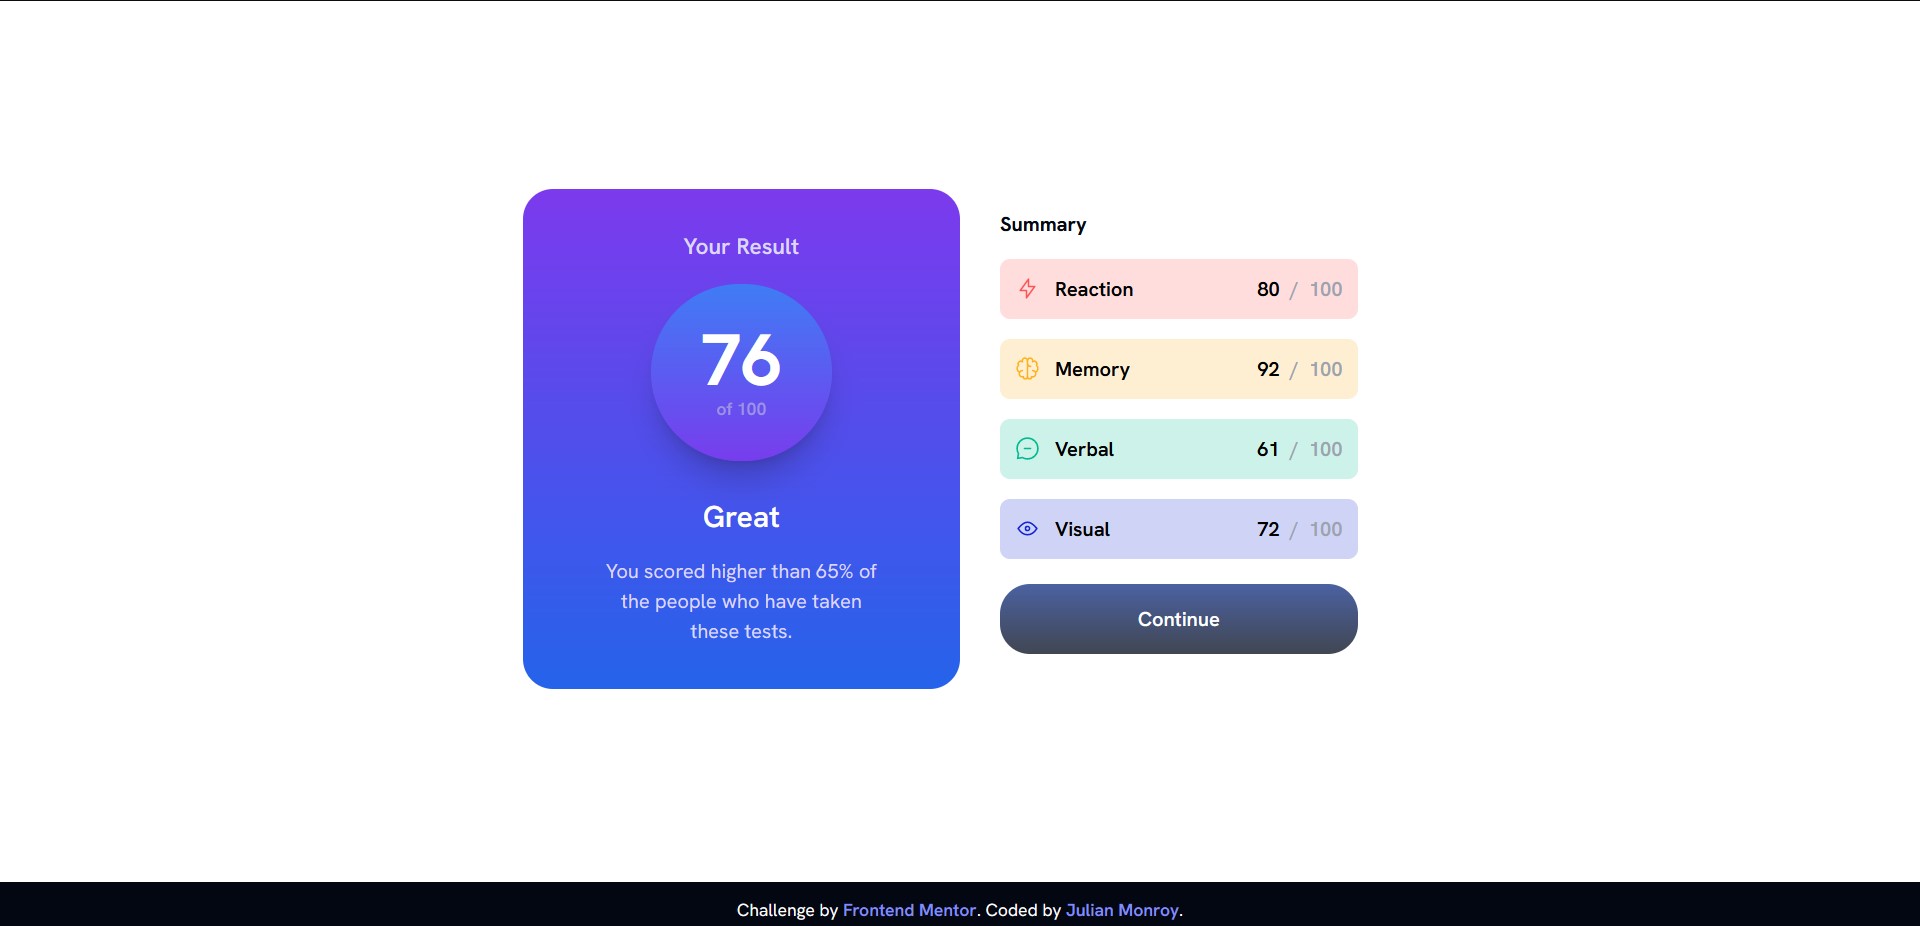 Your Result
76
of 100
Great
You scored higher than 65% of
the people who have taken
these tests.
Summary
Reaction 80 / 100
Memory 92 / 100
Verbal 61 / 100
Visual 72 / 100
Continue
Challenge by Frontend Mentor. Coded by Julian Monroy.